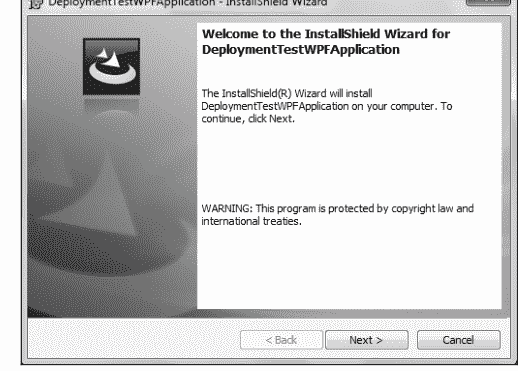 DeploymentTestWPFApplication - InstallShield Wizard
Welcome to the InstallShield Wizard for
DeploymentTestWPFApplication
The InstallShield(R) Wizard will install
DeploymentTestWPFApplication on your computer. To
continue, click Next.
WARNING: This program is protected by copyright law and
international treaties.
< Back
Next >
Cancel